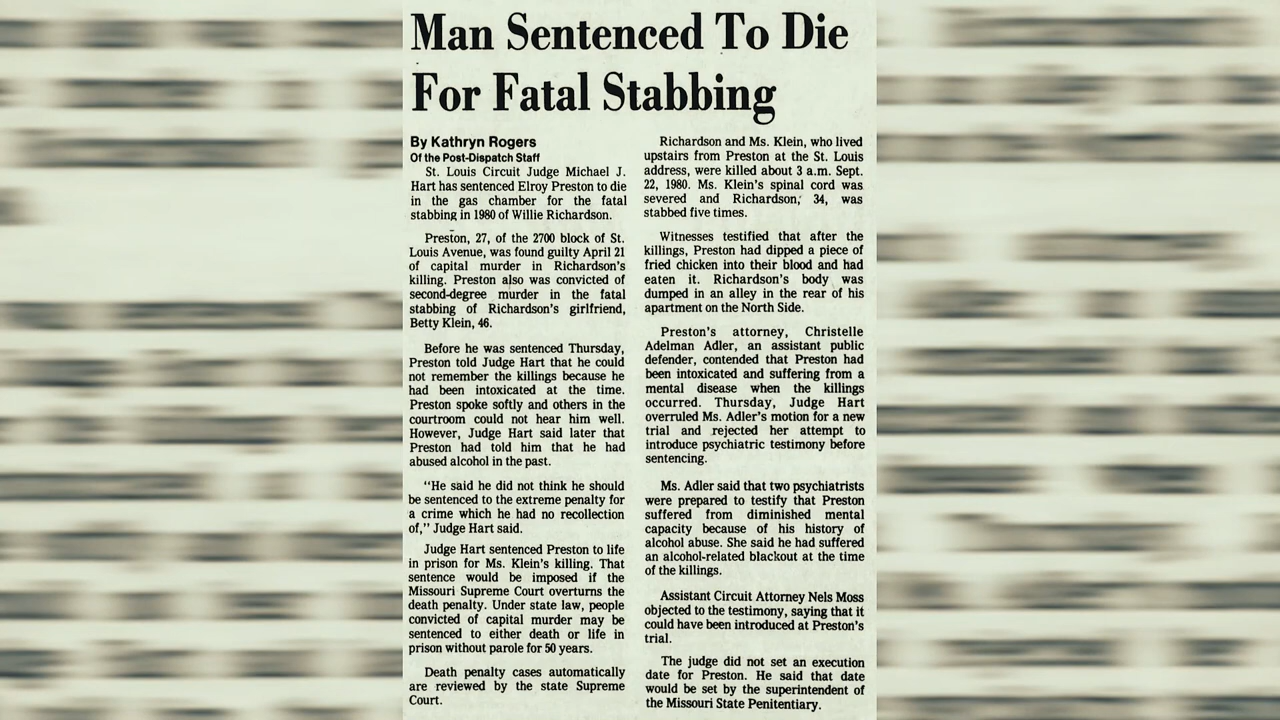 Man Sentenced To Die
For Fatal Stabbing
By Kathryn Rogers
Of the Post-Dispatch Staff
St. Louis Circuit Judge Michael J.
Hart has sentenced Elroy Preston to die
in the gas chamber for the fatal
stabbing in 1980 of Willie Richardson.
Preston, 27, of the 2700 block of St.
Louis Avenue, was found guilty April 21
of capital murder in Richardson's
killing. Preston also was convicted of
second-degree murder in the fatal
stabbing of Richardson's girlfriend,
Betty Klein, 46.
Before he was sentenced Thursday,
Preston told Judge Hart that he could
not remember the killings because he
had been intoxicated at the time.
Preston spoke softly and others in the
courtroom could not hear him well.
However, Judge Hart said later that
Preston had told him that he had
abused alcohol in the past.
"He said he did not think he should
be sentenced to the extreme penalty for
a crime which he had no recollection
of," Judge Hart said.
Judge Hart sentenced Preston to life
in prison for Ms. Klein's killing. That
sentence would be imposed if the
Missouri Supreme Court overturns the
death penalty. Under state law, people
convicted of capital murder may be
sentenced to either death or life in
prison without parole for 50 years.
Death penalty cases automatically
are reviewed by the state Supreme
Court.
Richardson and Ms. Klein, who lived
upstairs from Preston at the St. Louis
address, were killed about 3 a.m. Sept.
22, 1980. Ms. Klein's spinal cord was
severed and Richardson, 34, was
stabbed five times.
Witnesses testified that after the
killings, Preston had dipped a piece of
fried chicken into their blood and had
eaten it. Richardson's body was
dumped in an alley in the rear of his
apartment on the North Side.
Preston's attorney, Christelle
Adelman Adler, an assistant public
defender, contended that Preston had
been intoxicated and suffering from a
mental disease when the killings
occurred. Thursday, Judge Hart
overruled Ms. Adler's motion for a new
trial and rejected her attempt to
introduce psychiatric testimony before
sentencing.
Ms. Adler said that two psychiatrists
were prepared to testify that Preston
suffered from diminished mental
capacity because of his history of
alcohol abuse. She said he had suffered
an alcohol-related blackout at the time
of the killings.
Assistant Circuit Attorney Nels Moss
objected to the testimony, saying that it
could have been introduced at Preston's
trial.
The judge did not set an execution
date for Preston. He said that date
would be set by the superintendent of
the Missouri State Penitentiary.